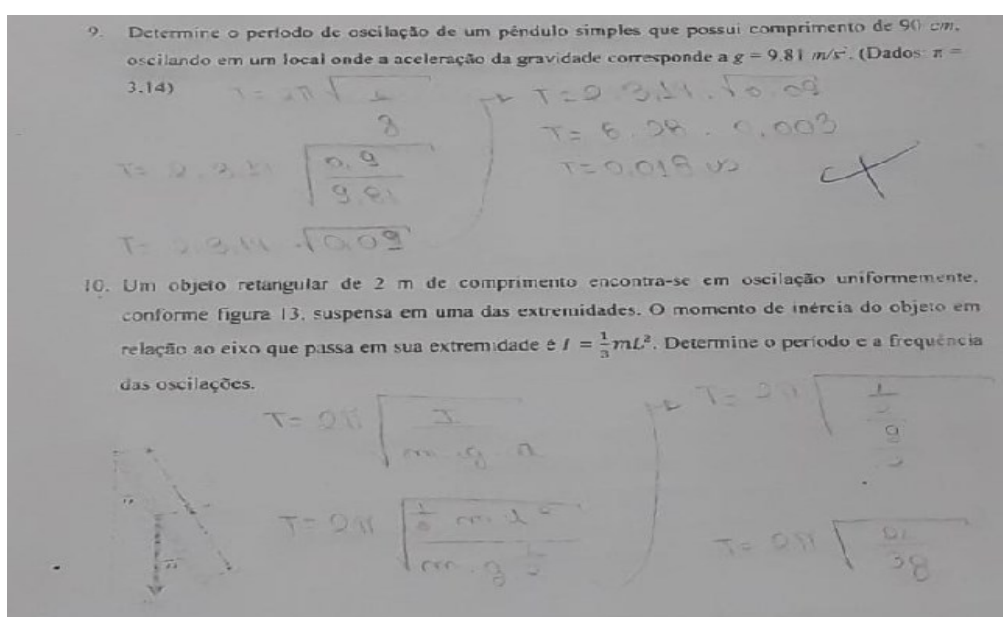 9. Determine o período de oscilação de um pêndulo simples que possui comprimento de 90 cm,
oscilando em um local onde a aceleração da gravidade corresponde a g = 9.81 m/s². (Dados: π =
3.14)
T = 2π √
g
T = 2 . 3,14 √0,9
9,81
T = 2 . 3,14 . √0,09
T = 2 . 3,14 . √0,09
T = 6,28 . 0,003
T = 0,018
10. Um objeto retangular de 2 m de comprimento encontra-se em oscilação uniformemente,
conforme figura 13, suspensa em uma das extremidades. O momento de inércia do objeto em
relação ao eixo que passa em sua extremidade é I = 1/3 mL². Determine o período e a frequência
das oscilações.
T = 2π √I
m . g
T = 2π √
m . g
T = 2π √
g
T = 2π √